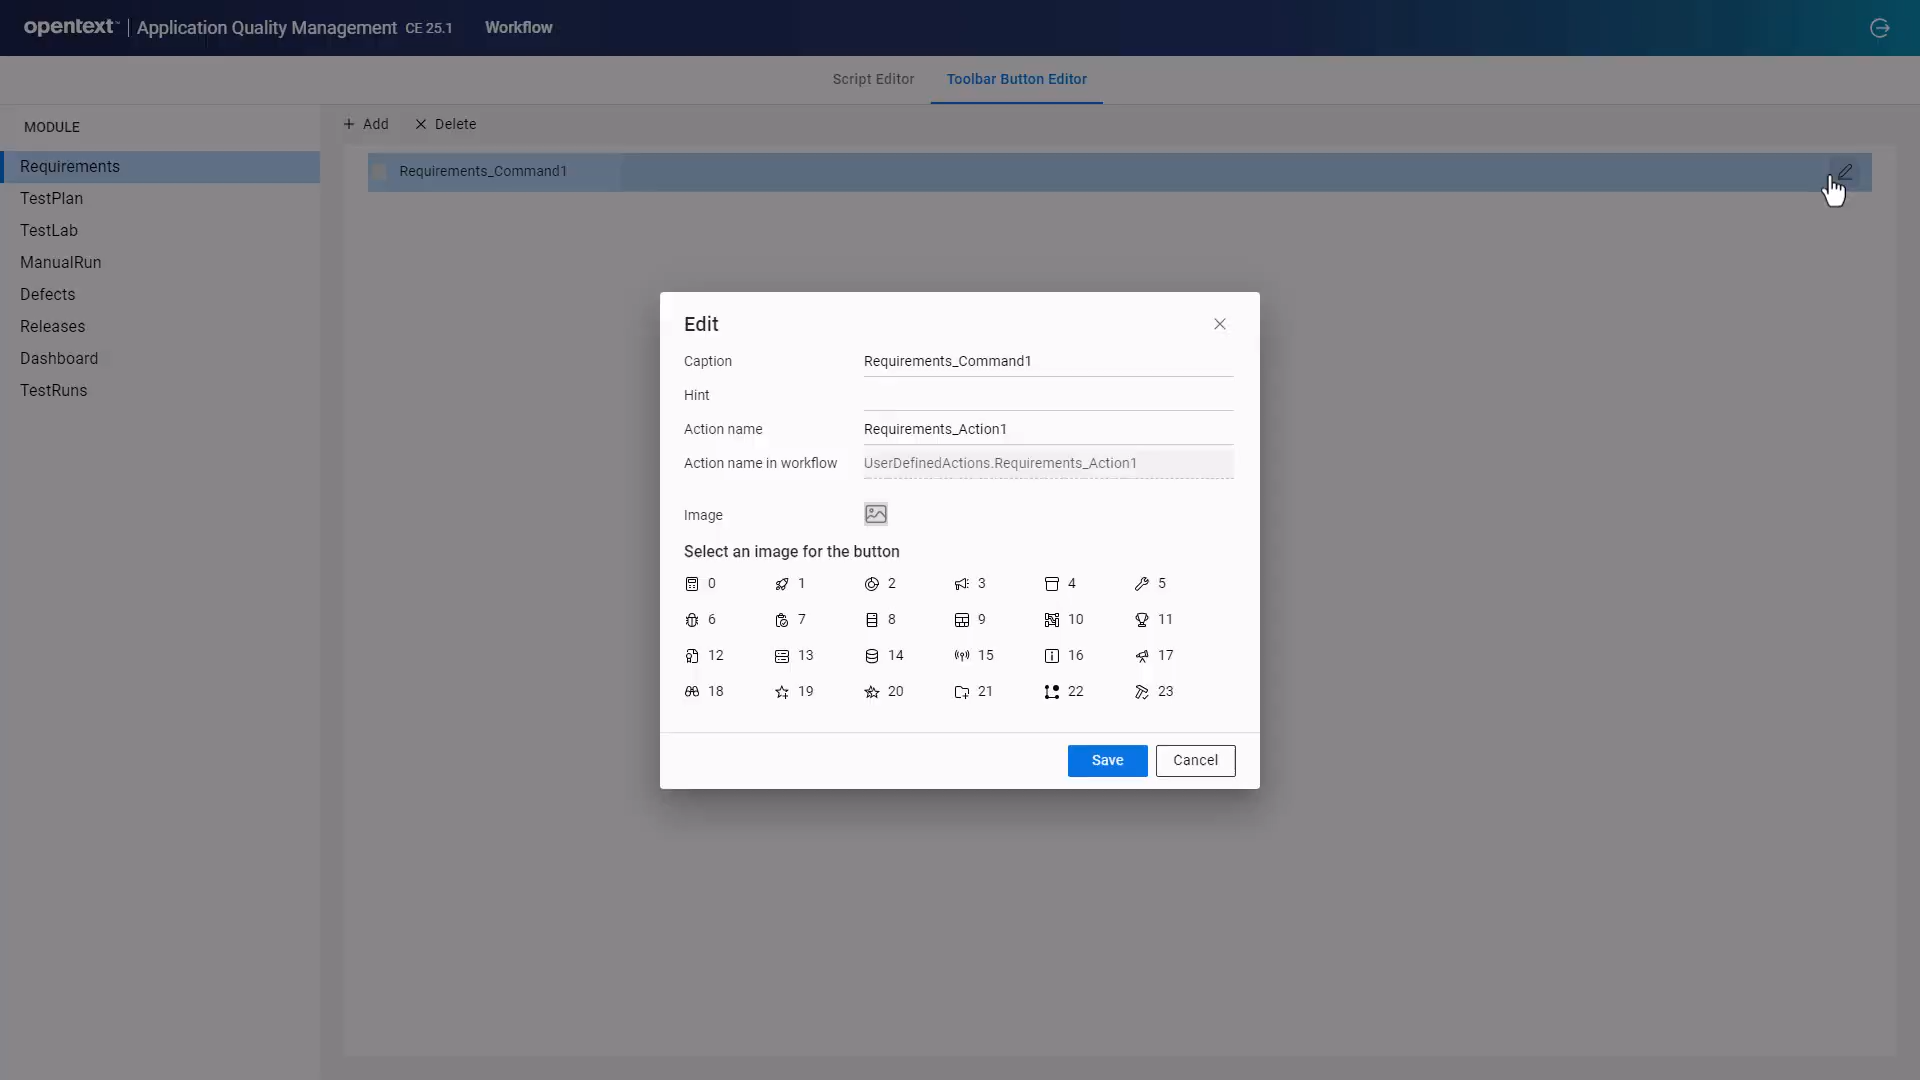 opentext™ | Application Quality Management CE 25.1 Workflow
Script Editor Toolbar Button Editor
MODULE
+ Add × Delete
Requirements
Requirements_Command1
TestPlan
TestLab
ManualRun
Defects
Releases
Dashboard
TestRuns
Edit
Caption Requirements_Command1
Hint
Action name Requirements_Action1
Action name in workflow UserDefinedActions.Requirements_Action1
Image
Select an image for the button
0 1 2 3 4 5
6 7 8 9 10 11
12 13 14 15 16 17
18 19 20 21 22 23
Save Cancel